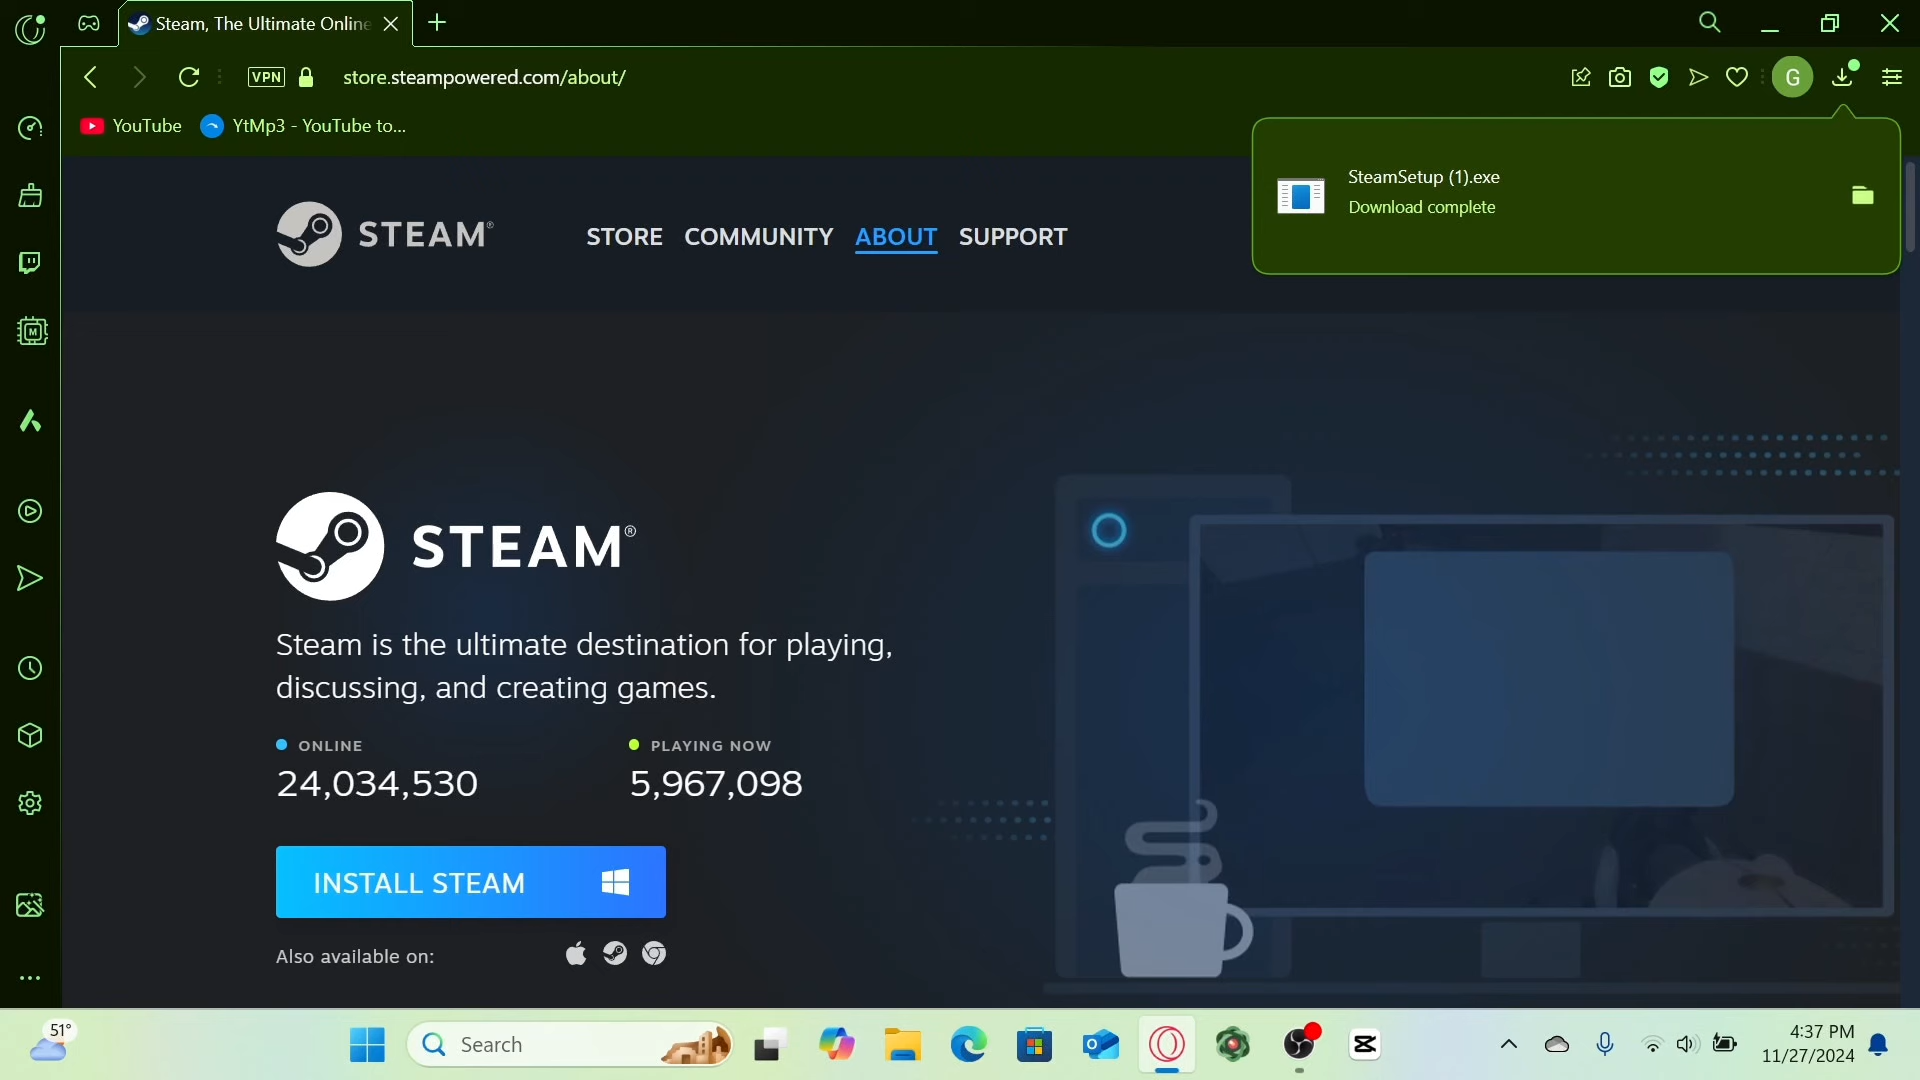 Steam, The Ultimate Online
VPN
store.steampowered.com/about/
G
YouTube
YtMp3 - YouTube to...
SteamSetup (1).exe
Download complete
STEAM®
STORE COMMUNITY ABOUT SUPPORT
STEAM®
Steam is the ultimate destination for playing,
discussing, and creating games.
ONLINE
24,034,530
PLAYING NOW
5,967,098
INSTALL STEAM
Also available on:
51°
Search
4:37 PM
11/27/2024